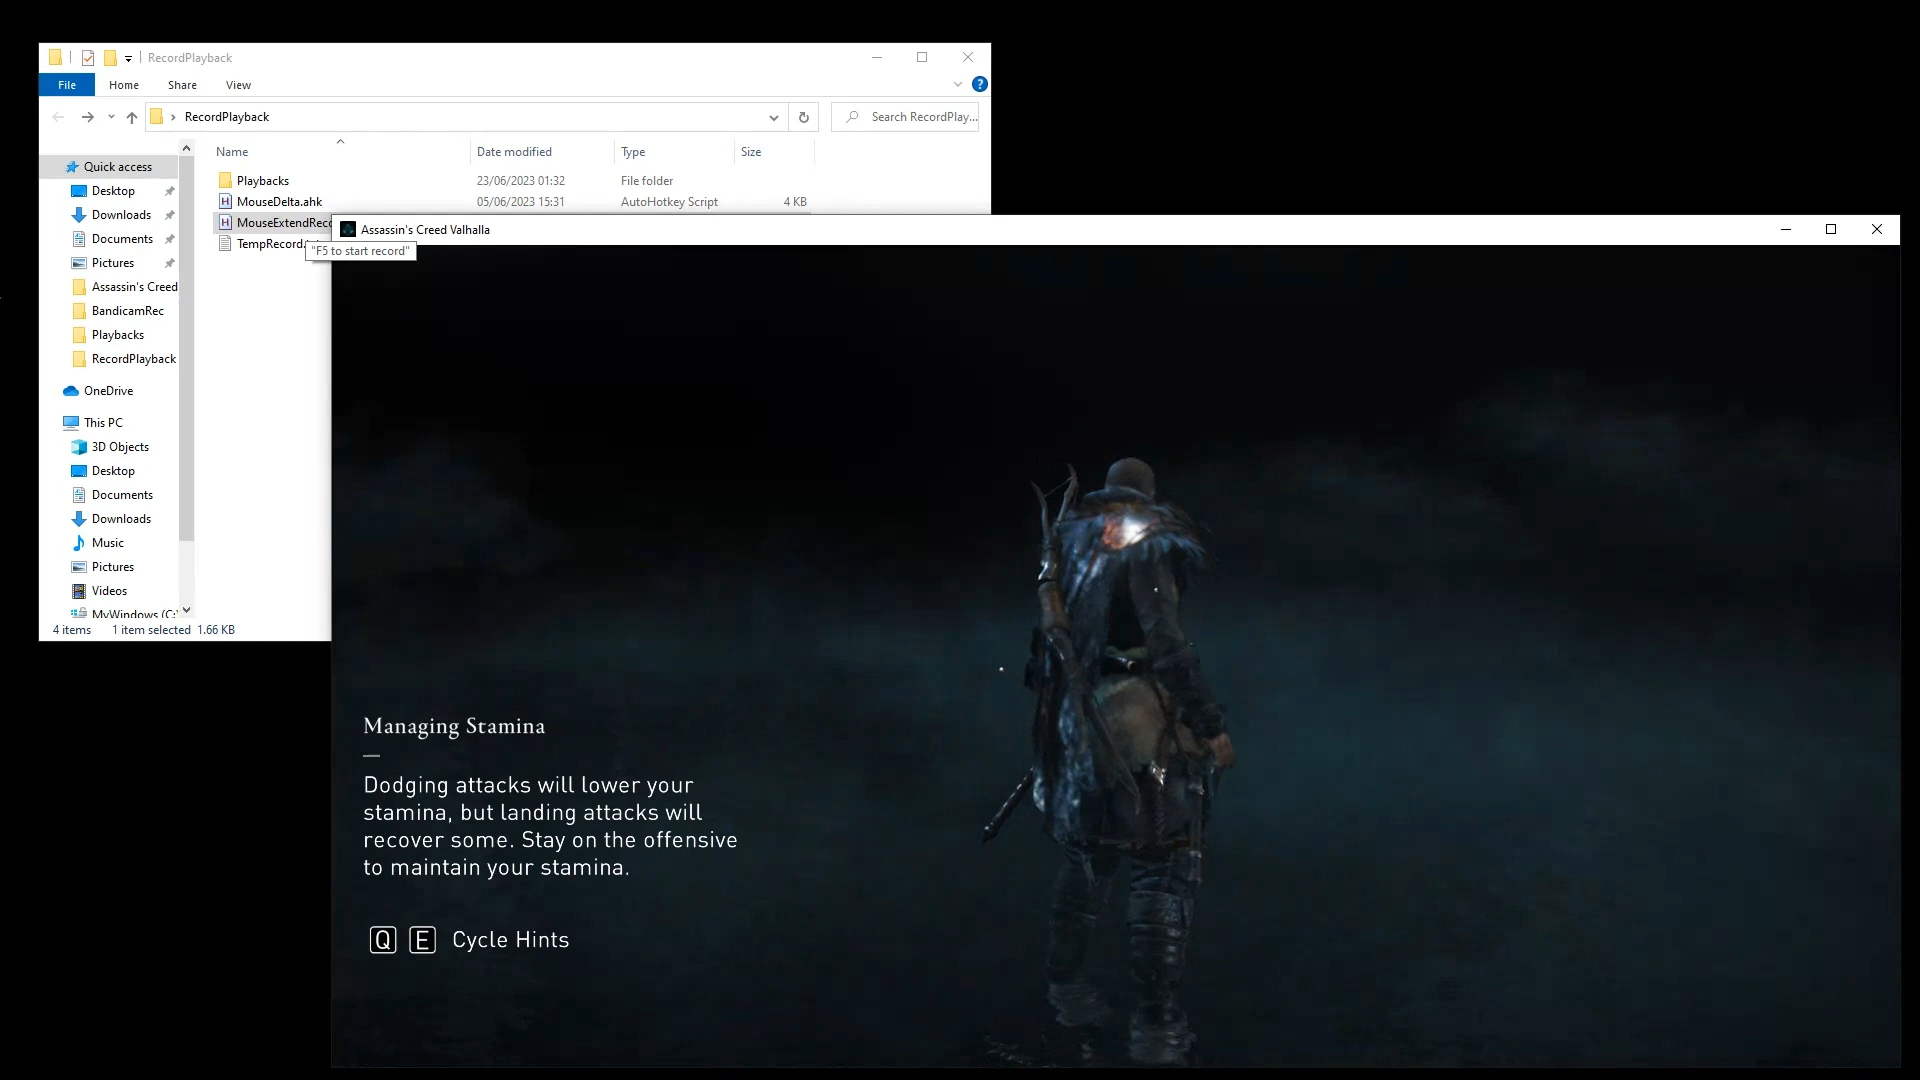 RecordPlayback
File Home Share View
RecordPlayback
Search RecordPlay...
Name Date modified Type Size
Quick access
Desktop
Downloads
Documents
Pictures
Assassin's Creed
BandicamRec
Playbacks
RecordPlayback
OneDrive
This PC
3D Objects
Desktop
Documents
Downloads
Music
Pictures
Videos
MyWindows (C:)
Playbacks 23/06/2023 01:32 File folder
MouseDelta.ahk 05/06/2023 15:31 AutoHotkey Script 4 KB
MouseExtendReco
TempRecord.
4 items 1 item selected 1.66 KB
"F5 to start record"
Assassin's Creed Valhalla
Managing Stamina
Dodging attacks will lower your
stamina, but landing attacks will
recover some. Stay on the offensive
to maintain your stamina.
Q E Cycle Hints